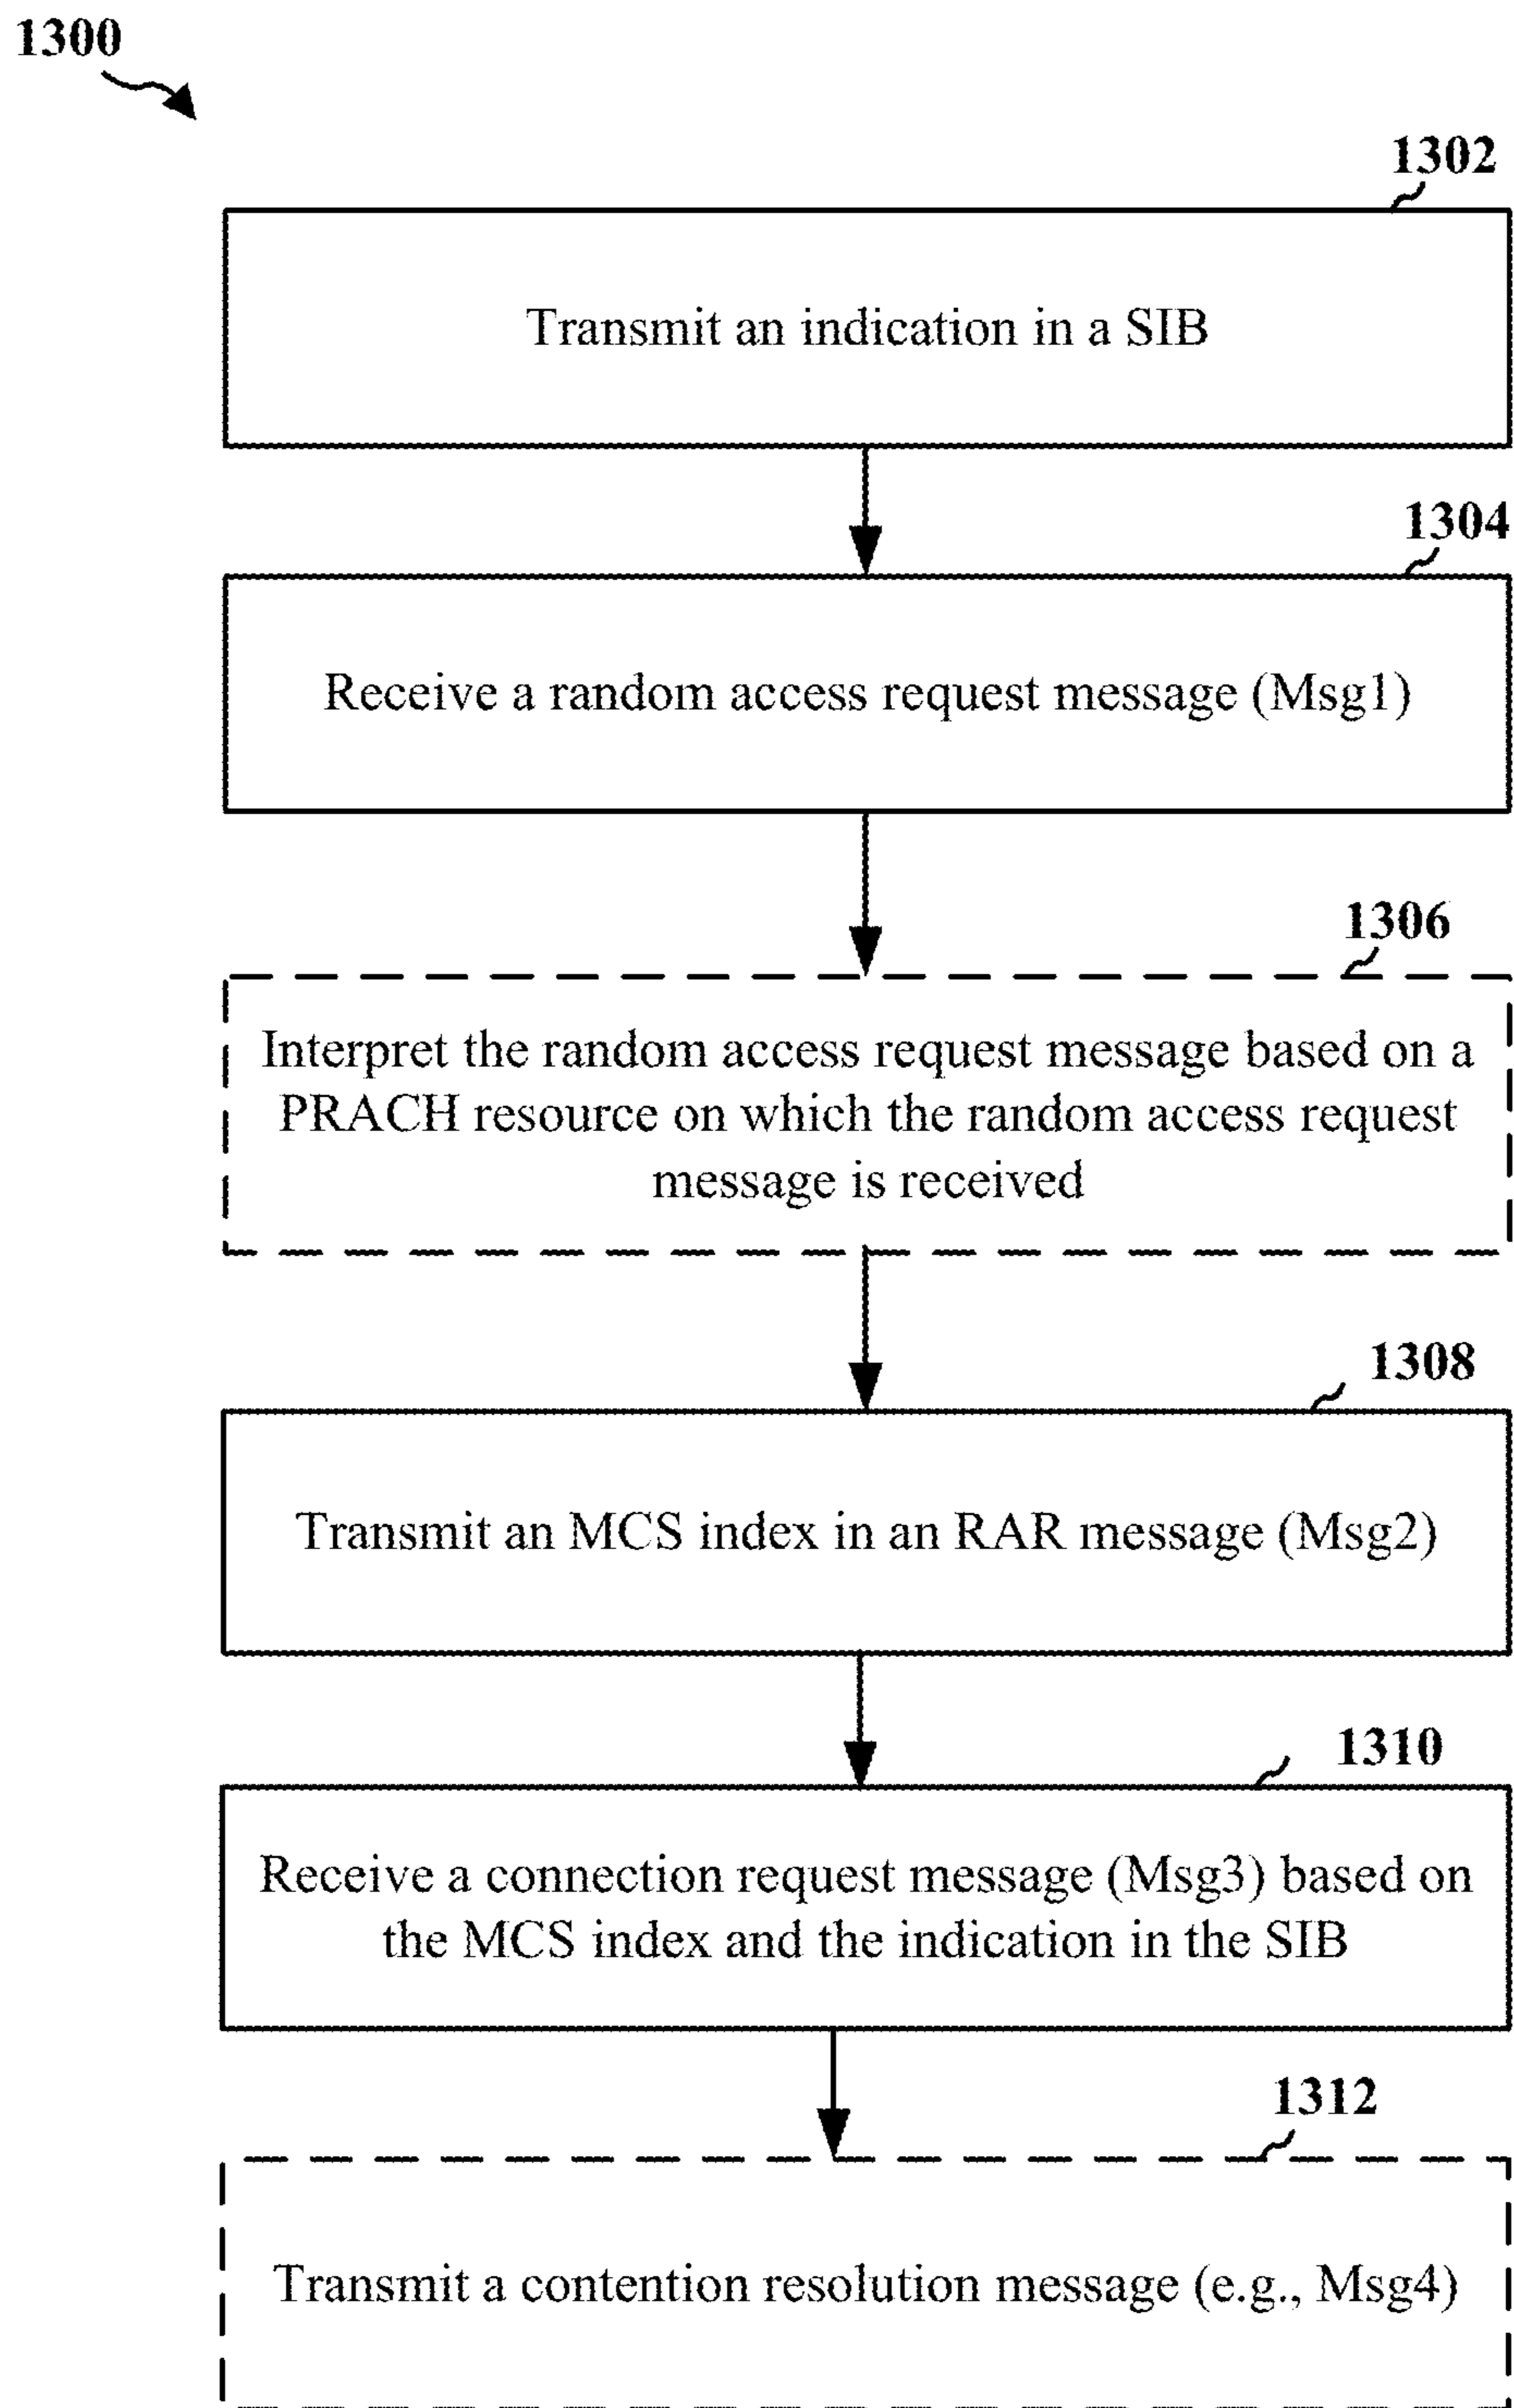 1300
1302
Transmit an indication in a SIB
1304
Receive a random access request message (Msg1)
1306
Interpret the random access request message based on a
PRACH resource on which the random access request
message is received
1308
Transmit an MCS index in an RAR message (Msg2)
1310
Receive a connection request message (Msg3) based on
the MCS index and the indication in the SIB
1312
Transmit a contention resolution message (e.g., Msg4)